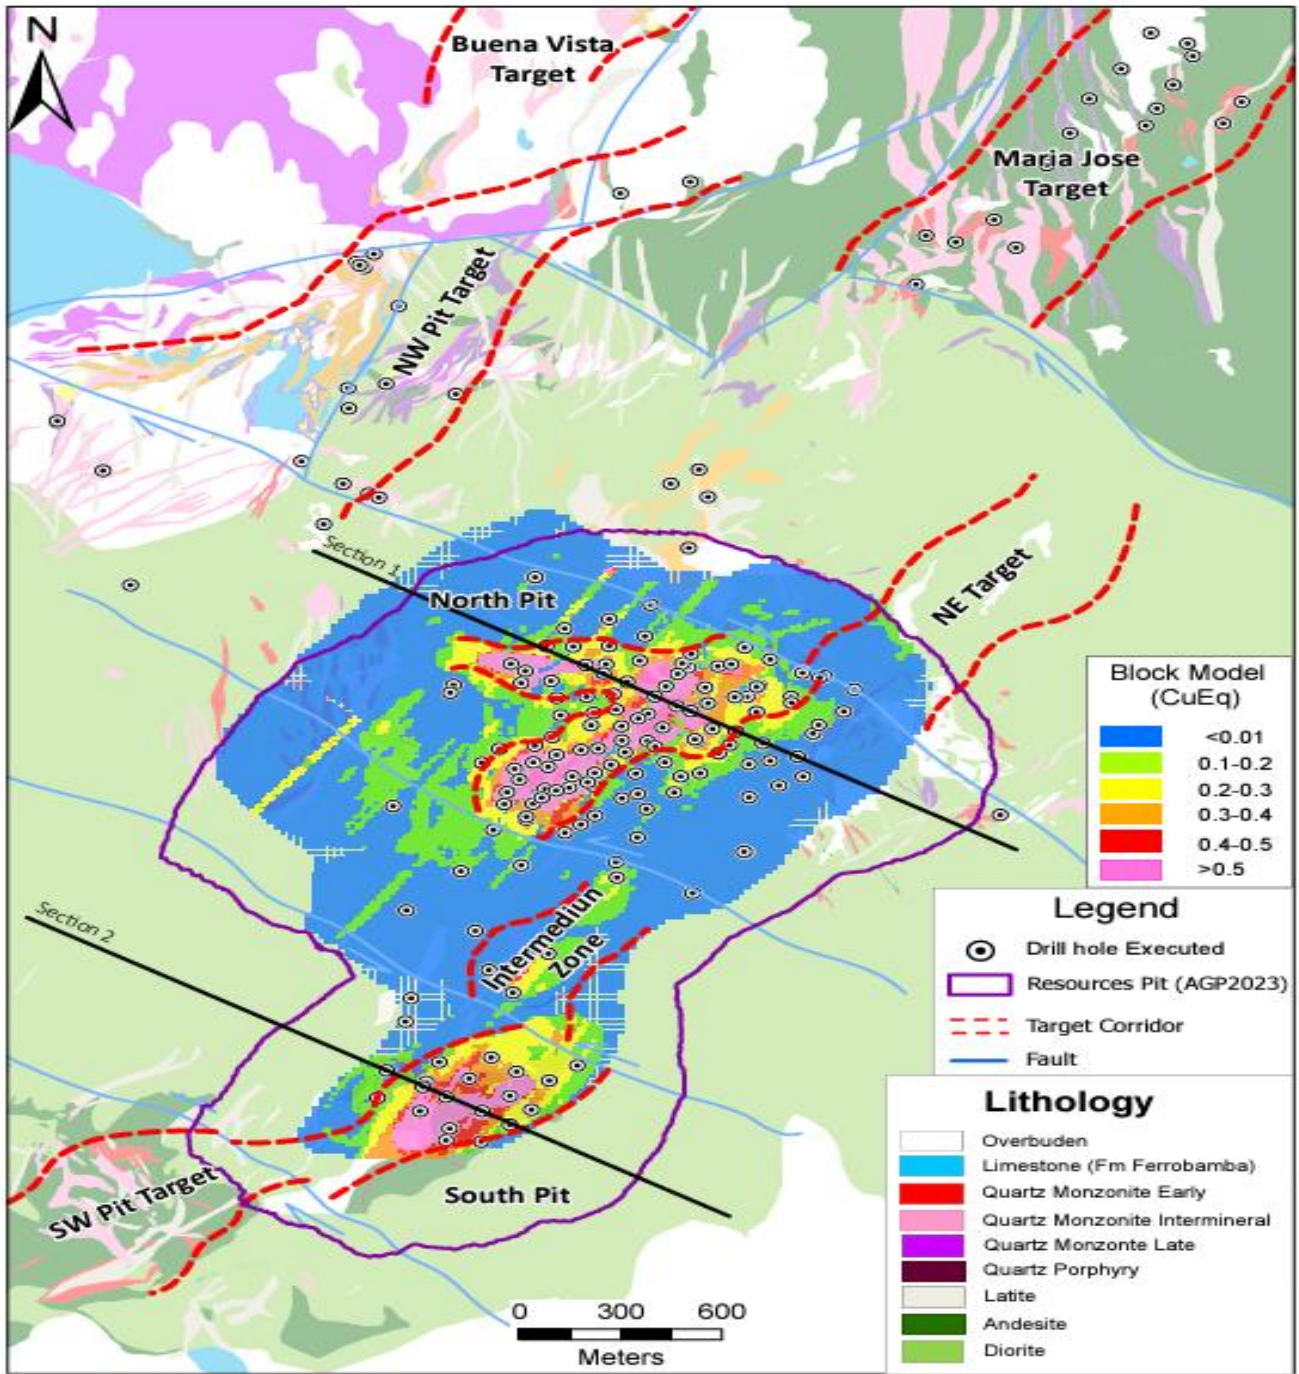 N
Buena Vista
Target
Maria Jose
Target
NW Pit Target
Section 1
North Pit
NE Target
Block Model
(CuEq)
<0.01
0.1-0.2
0.2-0.3
0.3-0.4
0.4-0.5
>0.5
Intermediun
Zone
Section 2
Legend
Drill hole Executed
Resources Pit (AGP2023)
Target Corridor
Fault
SW Pit Target
South Pit
Lithology
Overbuden
Limestone (Fm Ferrobamba)
Quartz Monzonite Early
Quartz Monzonite Intermineral
Quartz Monzonte Late
Quartz Porphyry
Latite
Andesite
Diorite
0 300 600
Meters